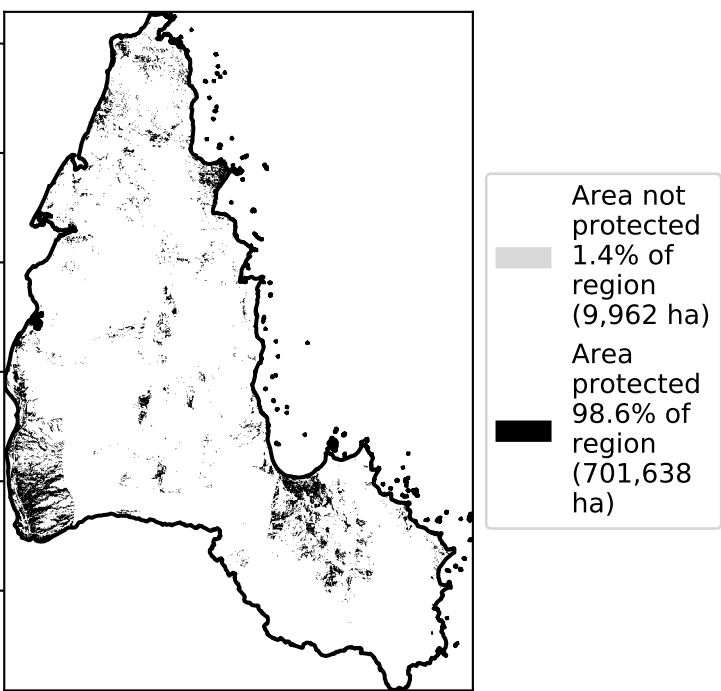 Area not
protected
1.4% of
region
(9,962 ha)
Area
protected
98.6% of
region
(701,638
ha)